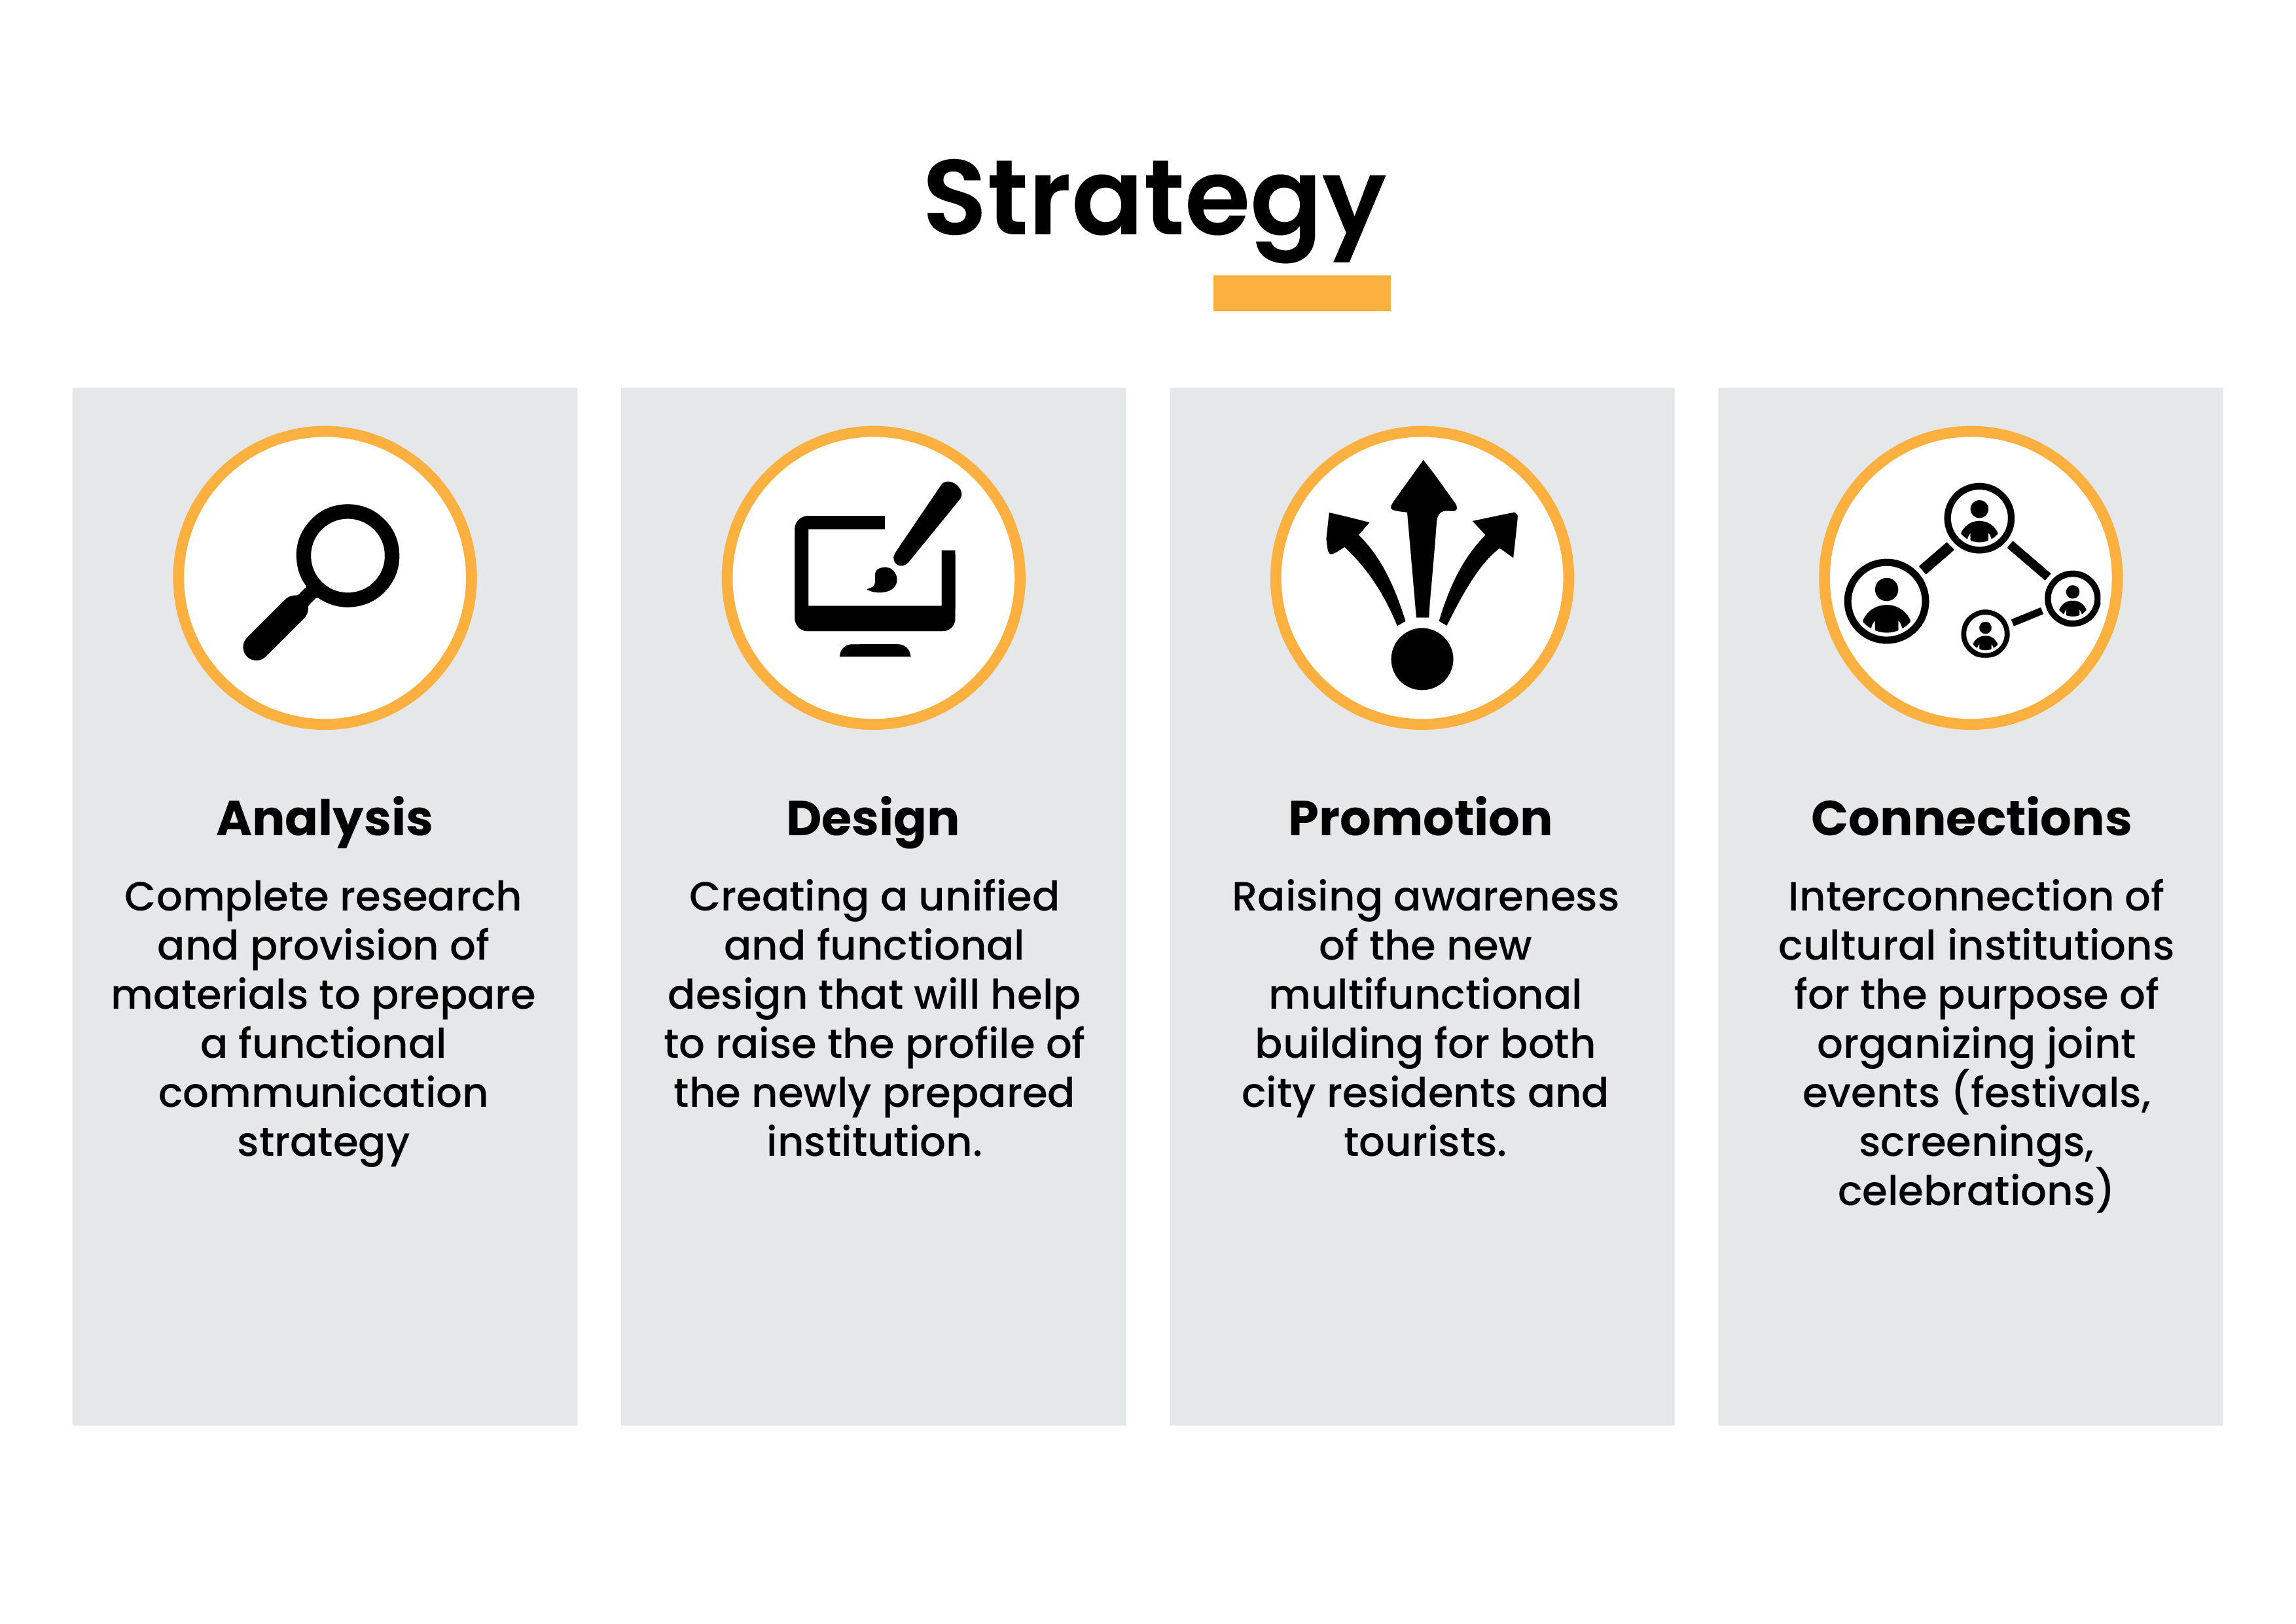 Strategy
Analysis
Complete research
and provision of
materials to prepare
a functional
communication
strategy
Design
Creating a unified
and functional
design that will help
to raise the profile of
the newly prepared
institution.
Promotion
Raising awareness
of the new
multifunctional
building for both
city residents and
tourists.
Connections
Interconnection of
cultural institutions
for the purpose of
organizing joint
events (festivals,
screenings,
celebrations)